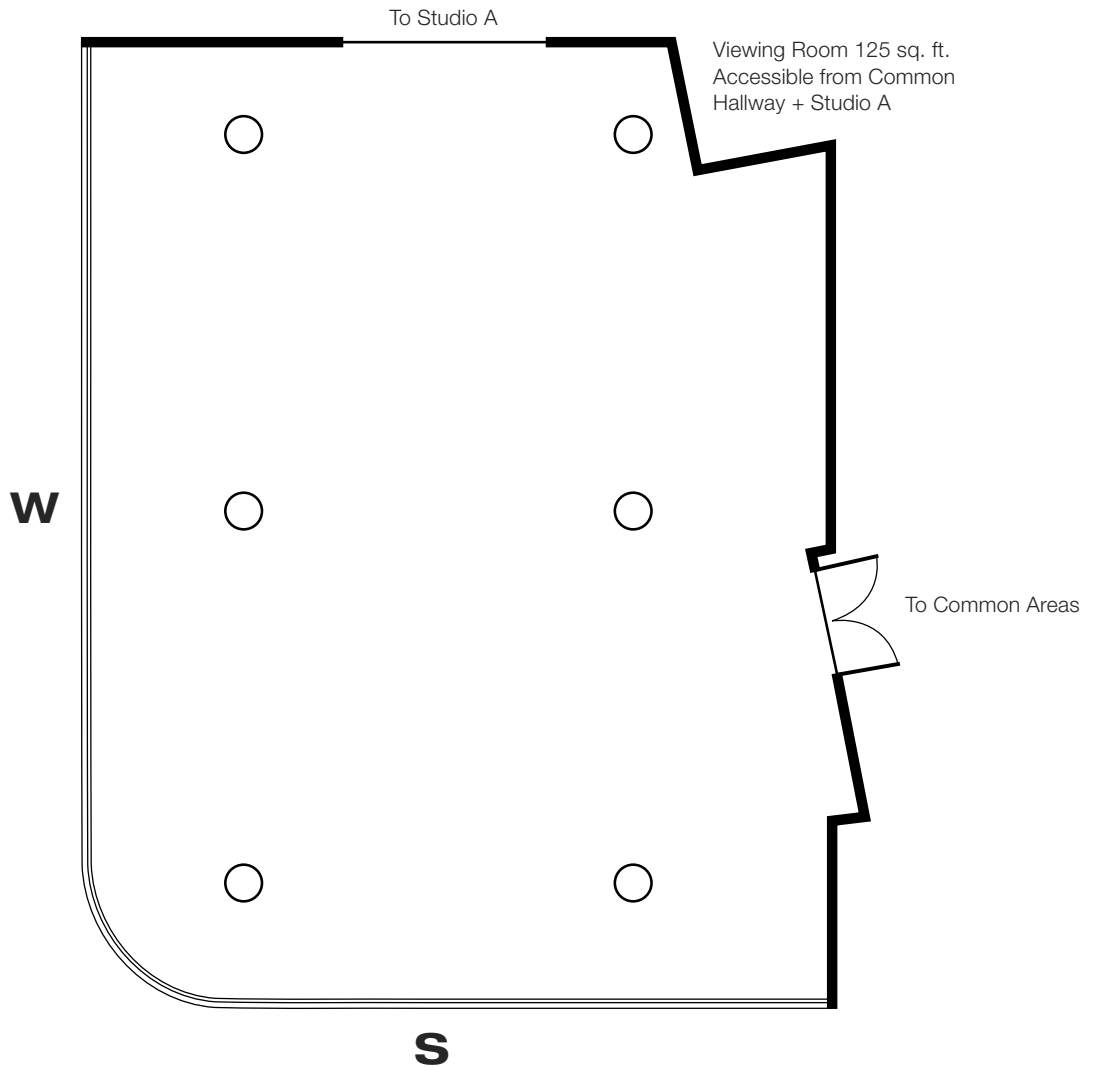 To Studio A
Viewing Room 125 sq. ft.
Accessible from Common
Hallway + Studio A
W
To Common Areas
S